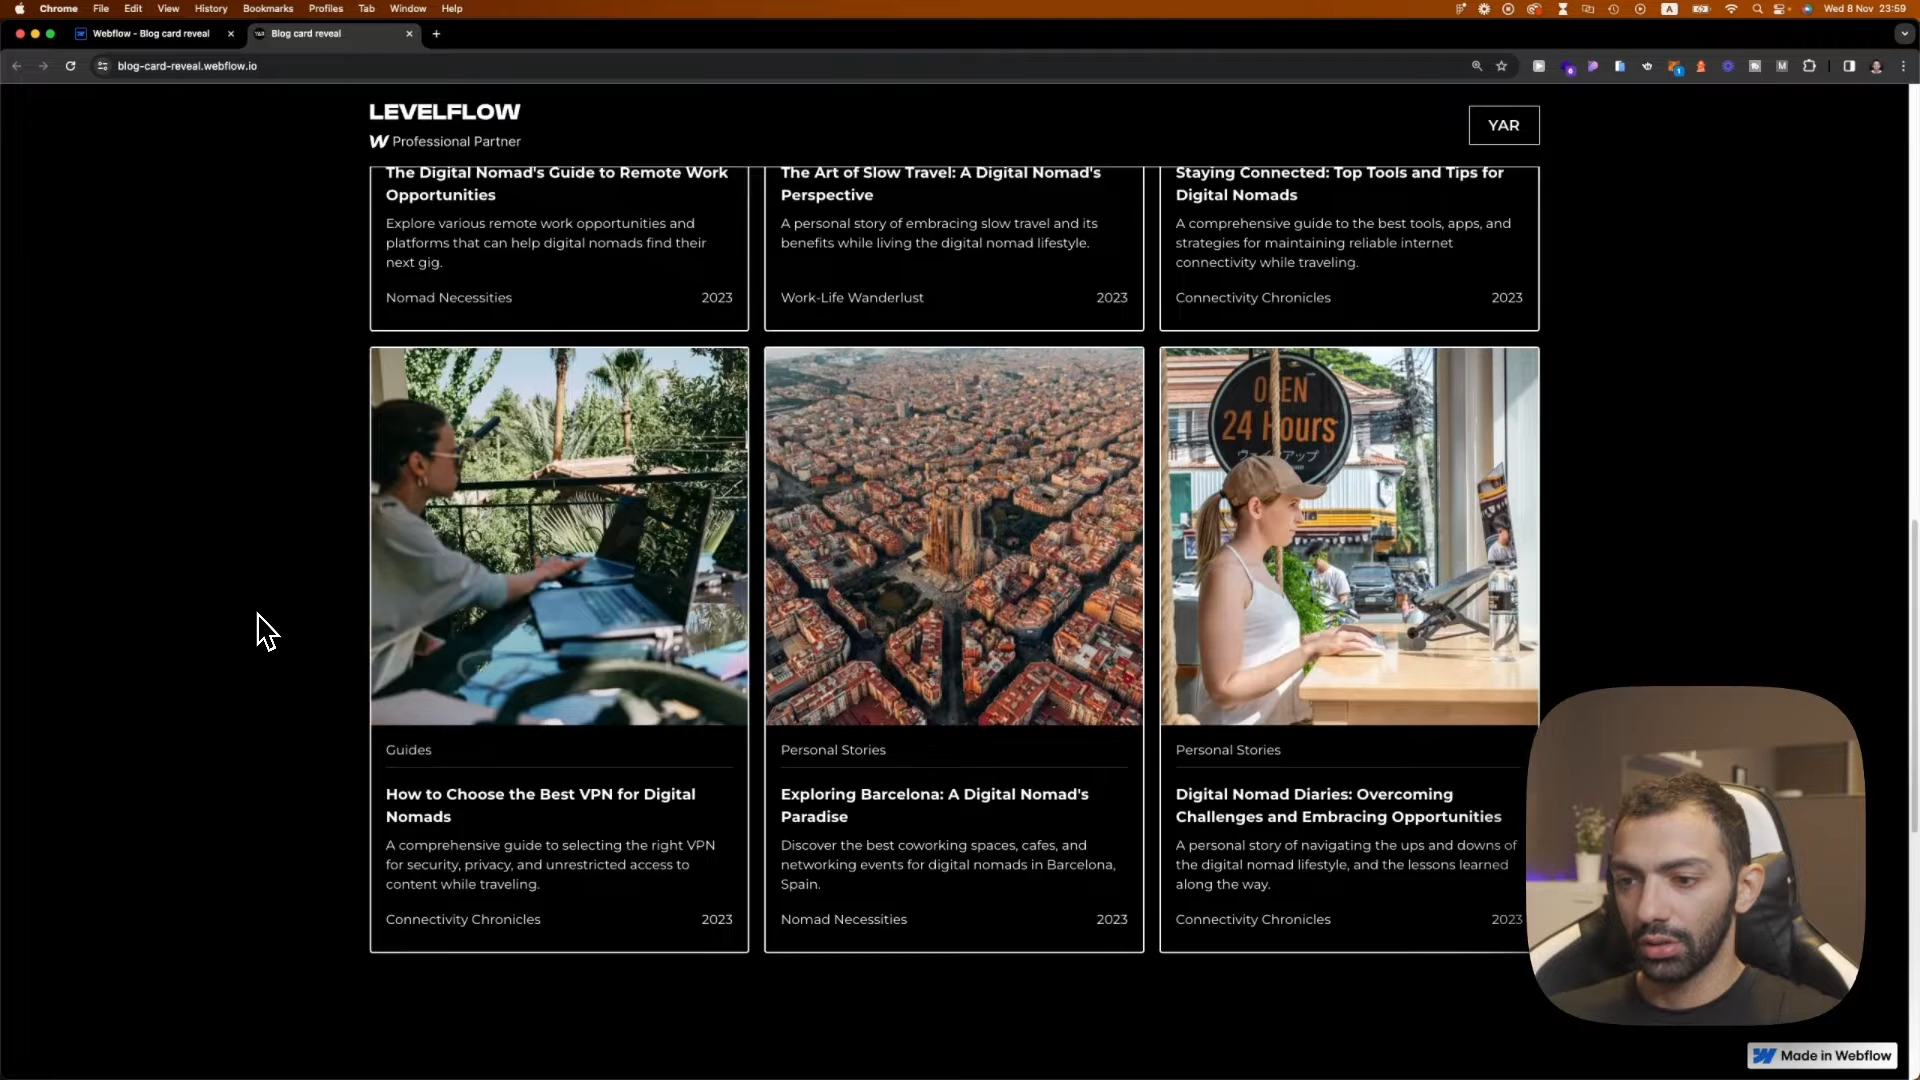 Chrome File Edit View History Bookmarks Profiles Tab Window Help
A
Wed 8 Nov 23:59
Webflow - Blog card reveal
Blog card reveal
blog-card-reveal.webflow.io
LEVELFLOW
W Professional Partner
YAR
The Digital Nomad's Guide to Remote Work
Opportunities
Explore various remote work opportunities and
platforms that can help digital nomads find their
next gig.
Nomad Necessities 2023
The Art of Slow Travel: A Digital Nomad's
Perspective
A personal story of embracing slow travel and its
benefits while living the digital nomad lifestyle.
Work-Life Wanderlust 2023
Staying Connected: Top Tools and Tips for
Digital Nomads
A comprehensive guide to the best tools, apps, and
strategies for maintaining reliable internet
connectivity while traveling.
Connectivity Chronicles 2023
OPEN
24 Hours
Guides
How to Choose the Best VPN for Digital
Nomads
A comprehensive guide to selecting the right VPN
for security, privacy, and unrestricted access to
content while traveling.
Connectivity Chronicles 2023
Personal Stories
Exploring Barcelona: A Digital Nomad's
Paradise
Discover the best coworking spaces, cafes, and
networking events for digital nomads in Barcelona,
Spain.
Nomad Necessities 2023
Personal Stories
Digital Nomad Diaries: Overcoming
Challenges and Embracing Opportunities
A personal story of navigating the ups and downs of
the digital nomad lifestyle, and the lessons learned
along the way.
Connectivity Chronicles 2023
Made in Webflow